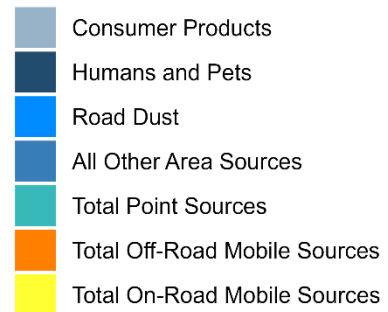 Consumer Products
Humans and Pets
Road Dust
All Other Area Sources
Total Point Sources
Total Off-Road Mobile Sources
Total On-Road Mobile Sources